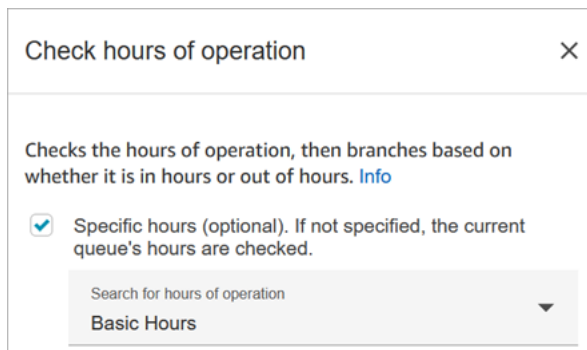 Check hours of operation
Checks the hours of operation, then branches based on
whether it is in hours or out of hours. Info
Specific hours (optional). If not specified, the current
queue's hours are checked.
Search for hours of operation
Basic Hours